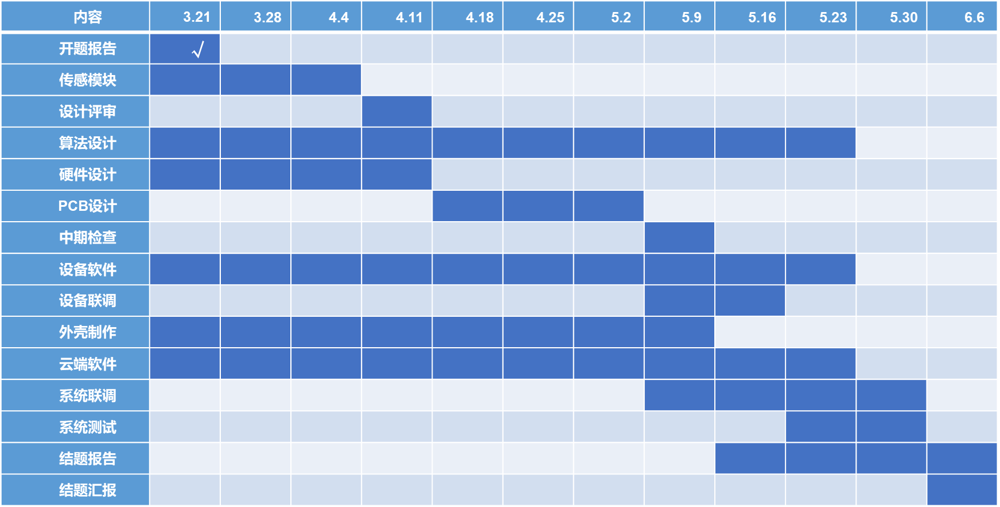 内容 3.21 3.28 4.4 4.11 4.18 4.25 5.2 5.9 5.16 5.23 5.30 6.6
开题报告 √
传感模块
设计评审
算法设计
硬件设计
PCB设计
中期检查
设备软件
设备联调
外壳制作
云端软件
系统联调
系统测试
结题报告
结题汇报